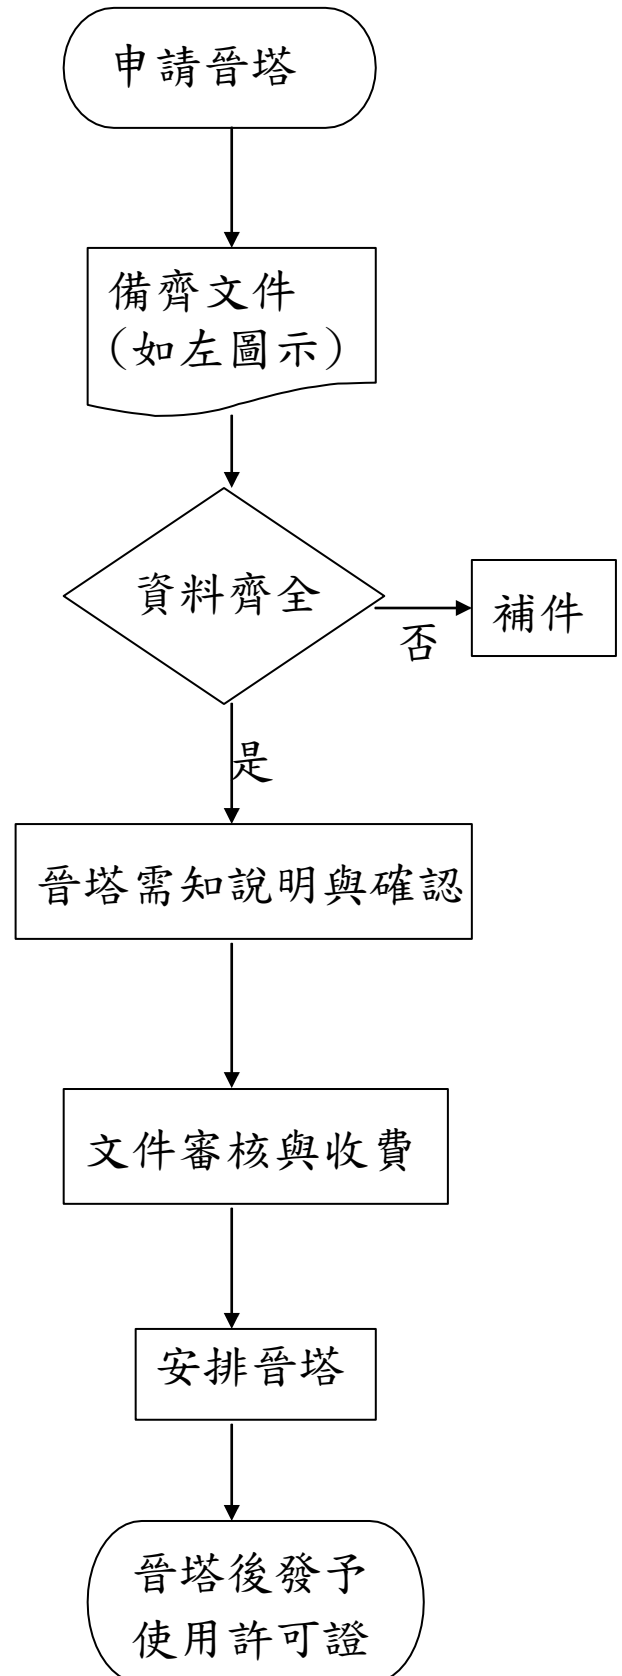 申請晉塔
備齊文件
(如左圖示)
資料齊全
否
補件
是
晉塔需知說明與確認
文件審核與收費
安排晉塔
晉塔後發予
使用許可證